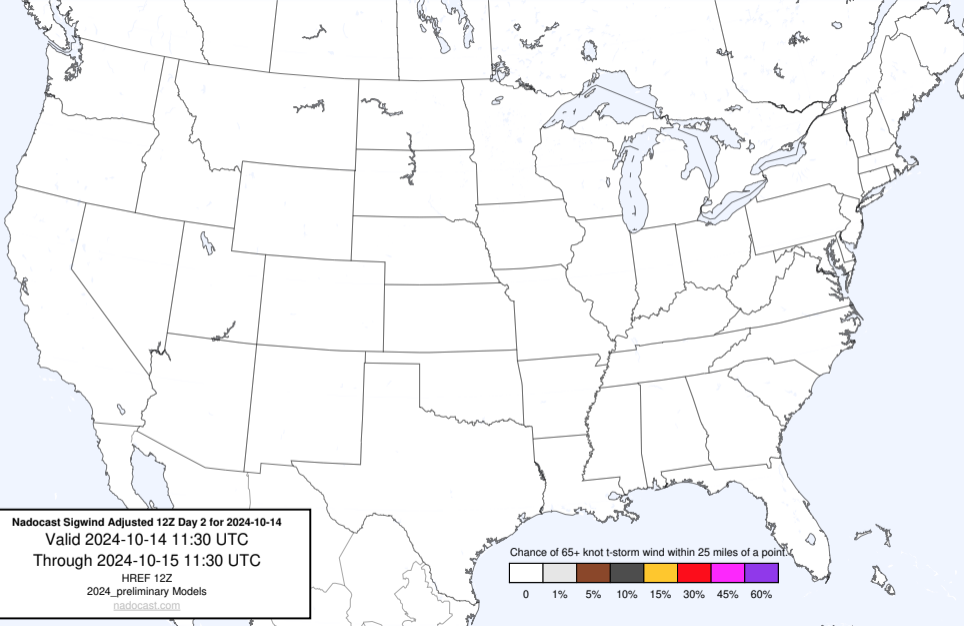 Nadocast Sigwind Adjusted 12Z Day 2 for 2024-10-14
Valid 2024-10-14 11:30 UTC
Through 2024-10-15 11:30 UTC
HREF 12Z
2024_preliminary Models
nadocast.com
Chance of 65+ knot t-storm wind within 25 miles of a point.
0 1% 5% 10% 15% 30% 45% 60%